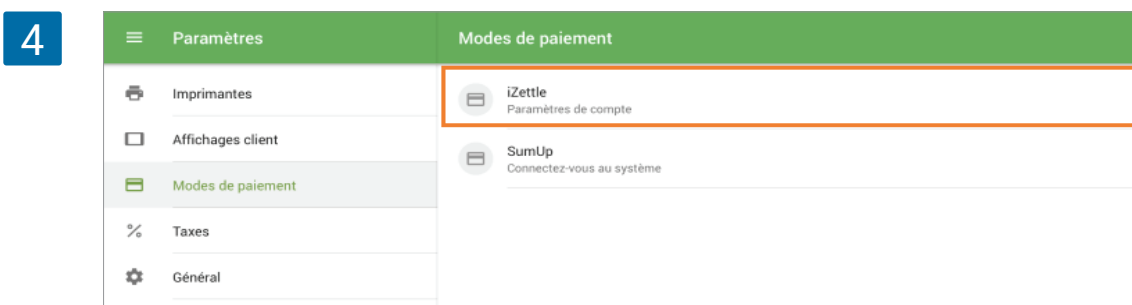 4
Paramètres
Modes de paiement
Imprimantes
Affichages client
Modes de paiement
Taxes
Général
iZettle
Paramètres de compte
SumUp
Connectez-vous au système